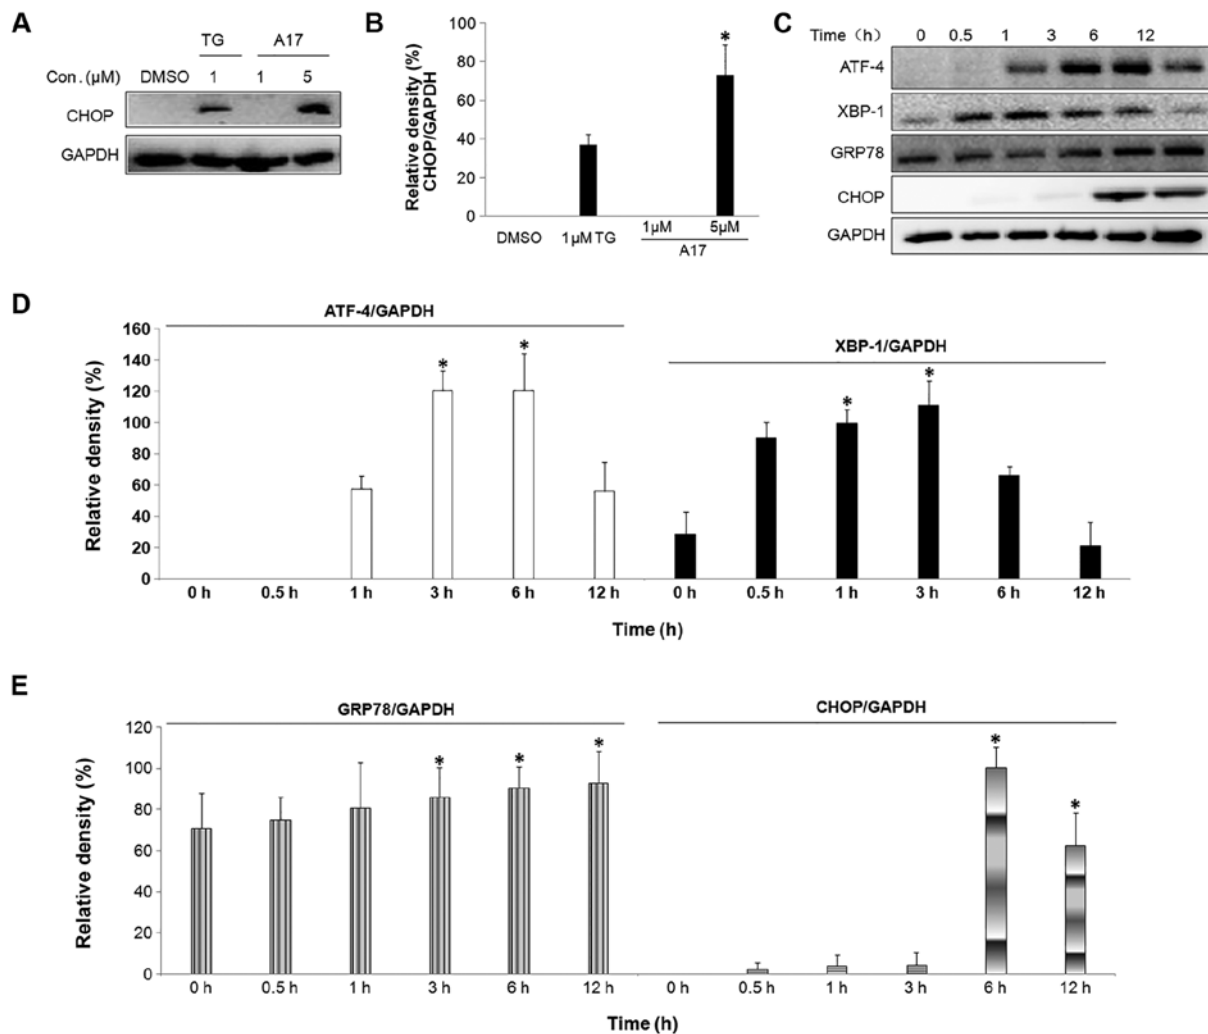 A
TG A17
Con.(μM) DMSO 1 1 5
CHOP
GAPDH
B
Relative density (%)
CHOP/GAPDH
100
80
60
40
20
0
*
DMSO 1μM TG 1μM 5μM
A17
C
Time (h) 0 0.5 1 3 6 12
ATF-4
XBP-1
GRP78
CHOP
GAPDH
D
ATF-4/GAPDH
XBP-1/GAPDH
Relative density (%)
160
140
120
100
80
60
40
20
0
* * * *
0 h 0.5 h 1 h 3 h 6 h 12 h 0 h 0.5 h 1 h 3 h 6 h 12 h
Time (h)
E
GRP78/GAPDH
CHOP/GAPDH
Relative density (%)
120
100
80
60
40
20
0
* * * * *
0 h 0.5 h 1 h 3 h 6 h 12 h 0 h 0.5 h 1 h 3 h 6 h 12 h
Time (h)